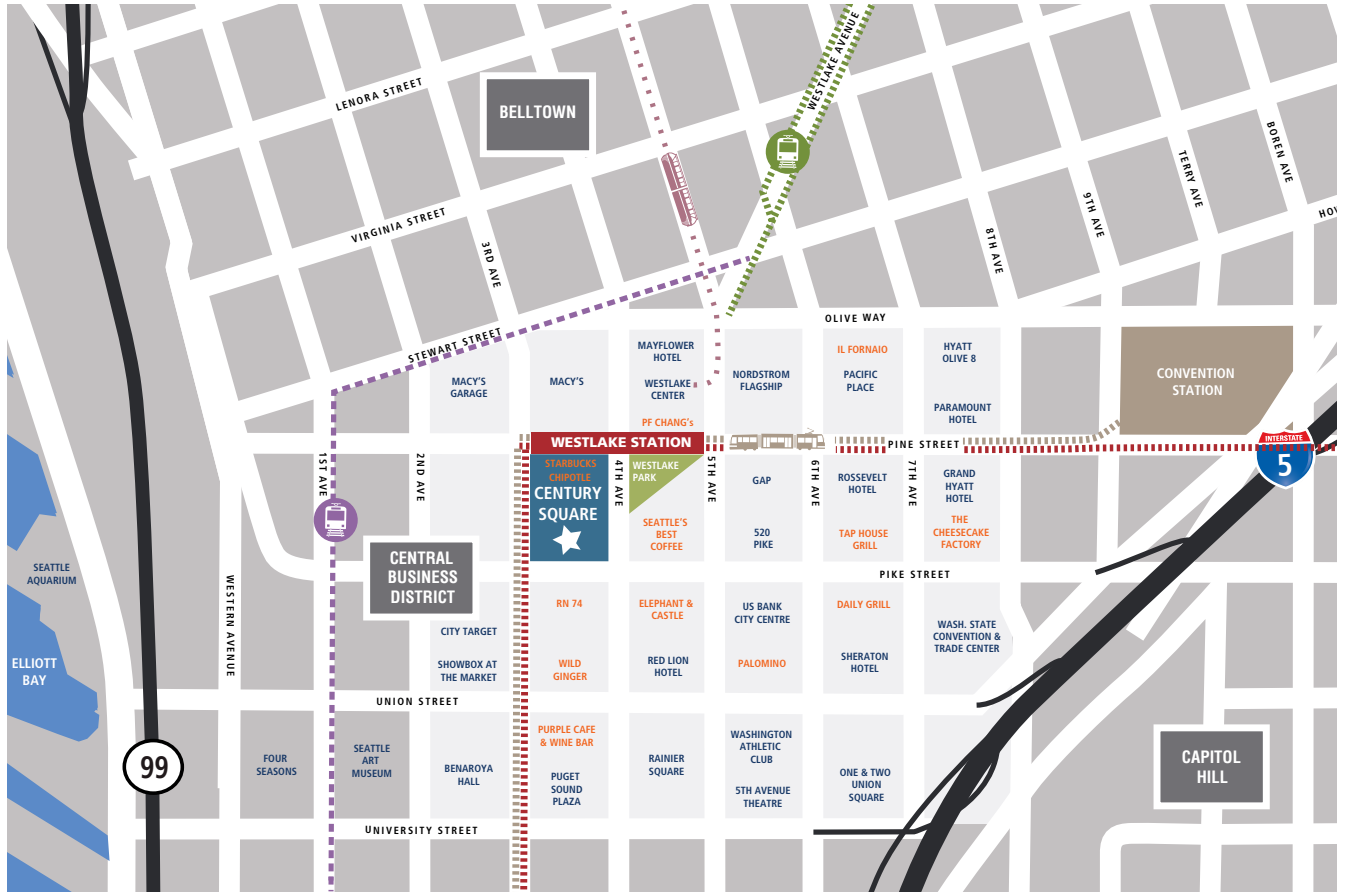 WESTLAKE AVENUE
LENORA STREET
BELLTOWN
BOREN AVE
TERRY AVE
9TH AVE
8TH AVE
VIRGINIA STREET
3RD AVE
STEWART STREET
OLIVE WAY
MAYFLOWER
HOTEL
WESTLAKE
CENTER
PF CHANG's
MACY'S
GARAGE
MACY'S
NORDSTROM
FLAGSHIP
IL FORNAIO
PACIFIC
PLACE
HYATT
OLIVE 8
PARAMOUNT
HOTEL
CONVENTION
STATION
WESTLAKE STATION
PINE STREET
INTERSTATE
5
1ST AVE
2ND AVE
STARBUCKS
CHIPOTLE
CENTURY
SQUARE
4TH AVE
WESTLAKE
PARK
SEATTLE'S
BEST
COFFEE
5TH AVE
GAP
520
PIKE
6TH AVE
ROSSEVELT
HOTEL
TAP HOUSE
GRILL
7TH AVE
GRAND
HYATT
HOTEL
THE
CHEESECAKE
FACTORY
CENTRAL
BUSINESS
DISTRICT
PIKE STREET
SEATTLE
AQUARIUM
WESTERN AVENUE
ELLIOTT
BAY
CITY TARGET
SHOWBOX AT
THE MARKET
RN 74
WILD
GINGER
ELEPHANT &
CASTLE
RED LION
HOTEL
US BANK
CITY CENTRE
PALOMINO
DAILY GRILL
SHERATON
HOTEL
WASH. STATE
CONVENTION &
TRADE CENTER
UNION STREET
99
FOUR
SEASONS
SEATTLE
ART
MUSEUM
BENAROYA
HALL
PURPLE CAFE
& WINE BAR
PUGET
SOUND
PLAZA
RAINIER
SQUARE
WASHINGTON
ATHLETIC
CLUB
5TH AVENUE
THEATRE
ONE & TWO
UNION
SQUARE
CAPITOL
HILL
UNIVERSITY STREET